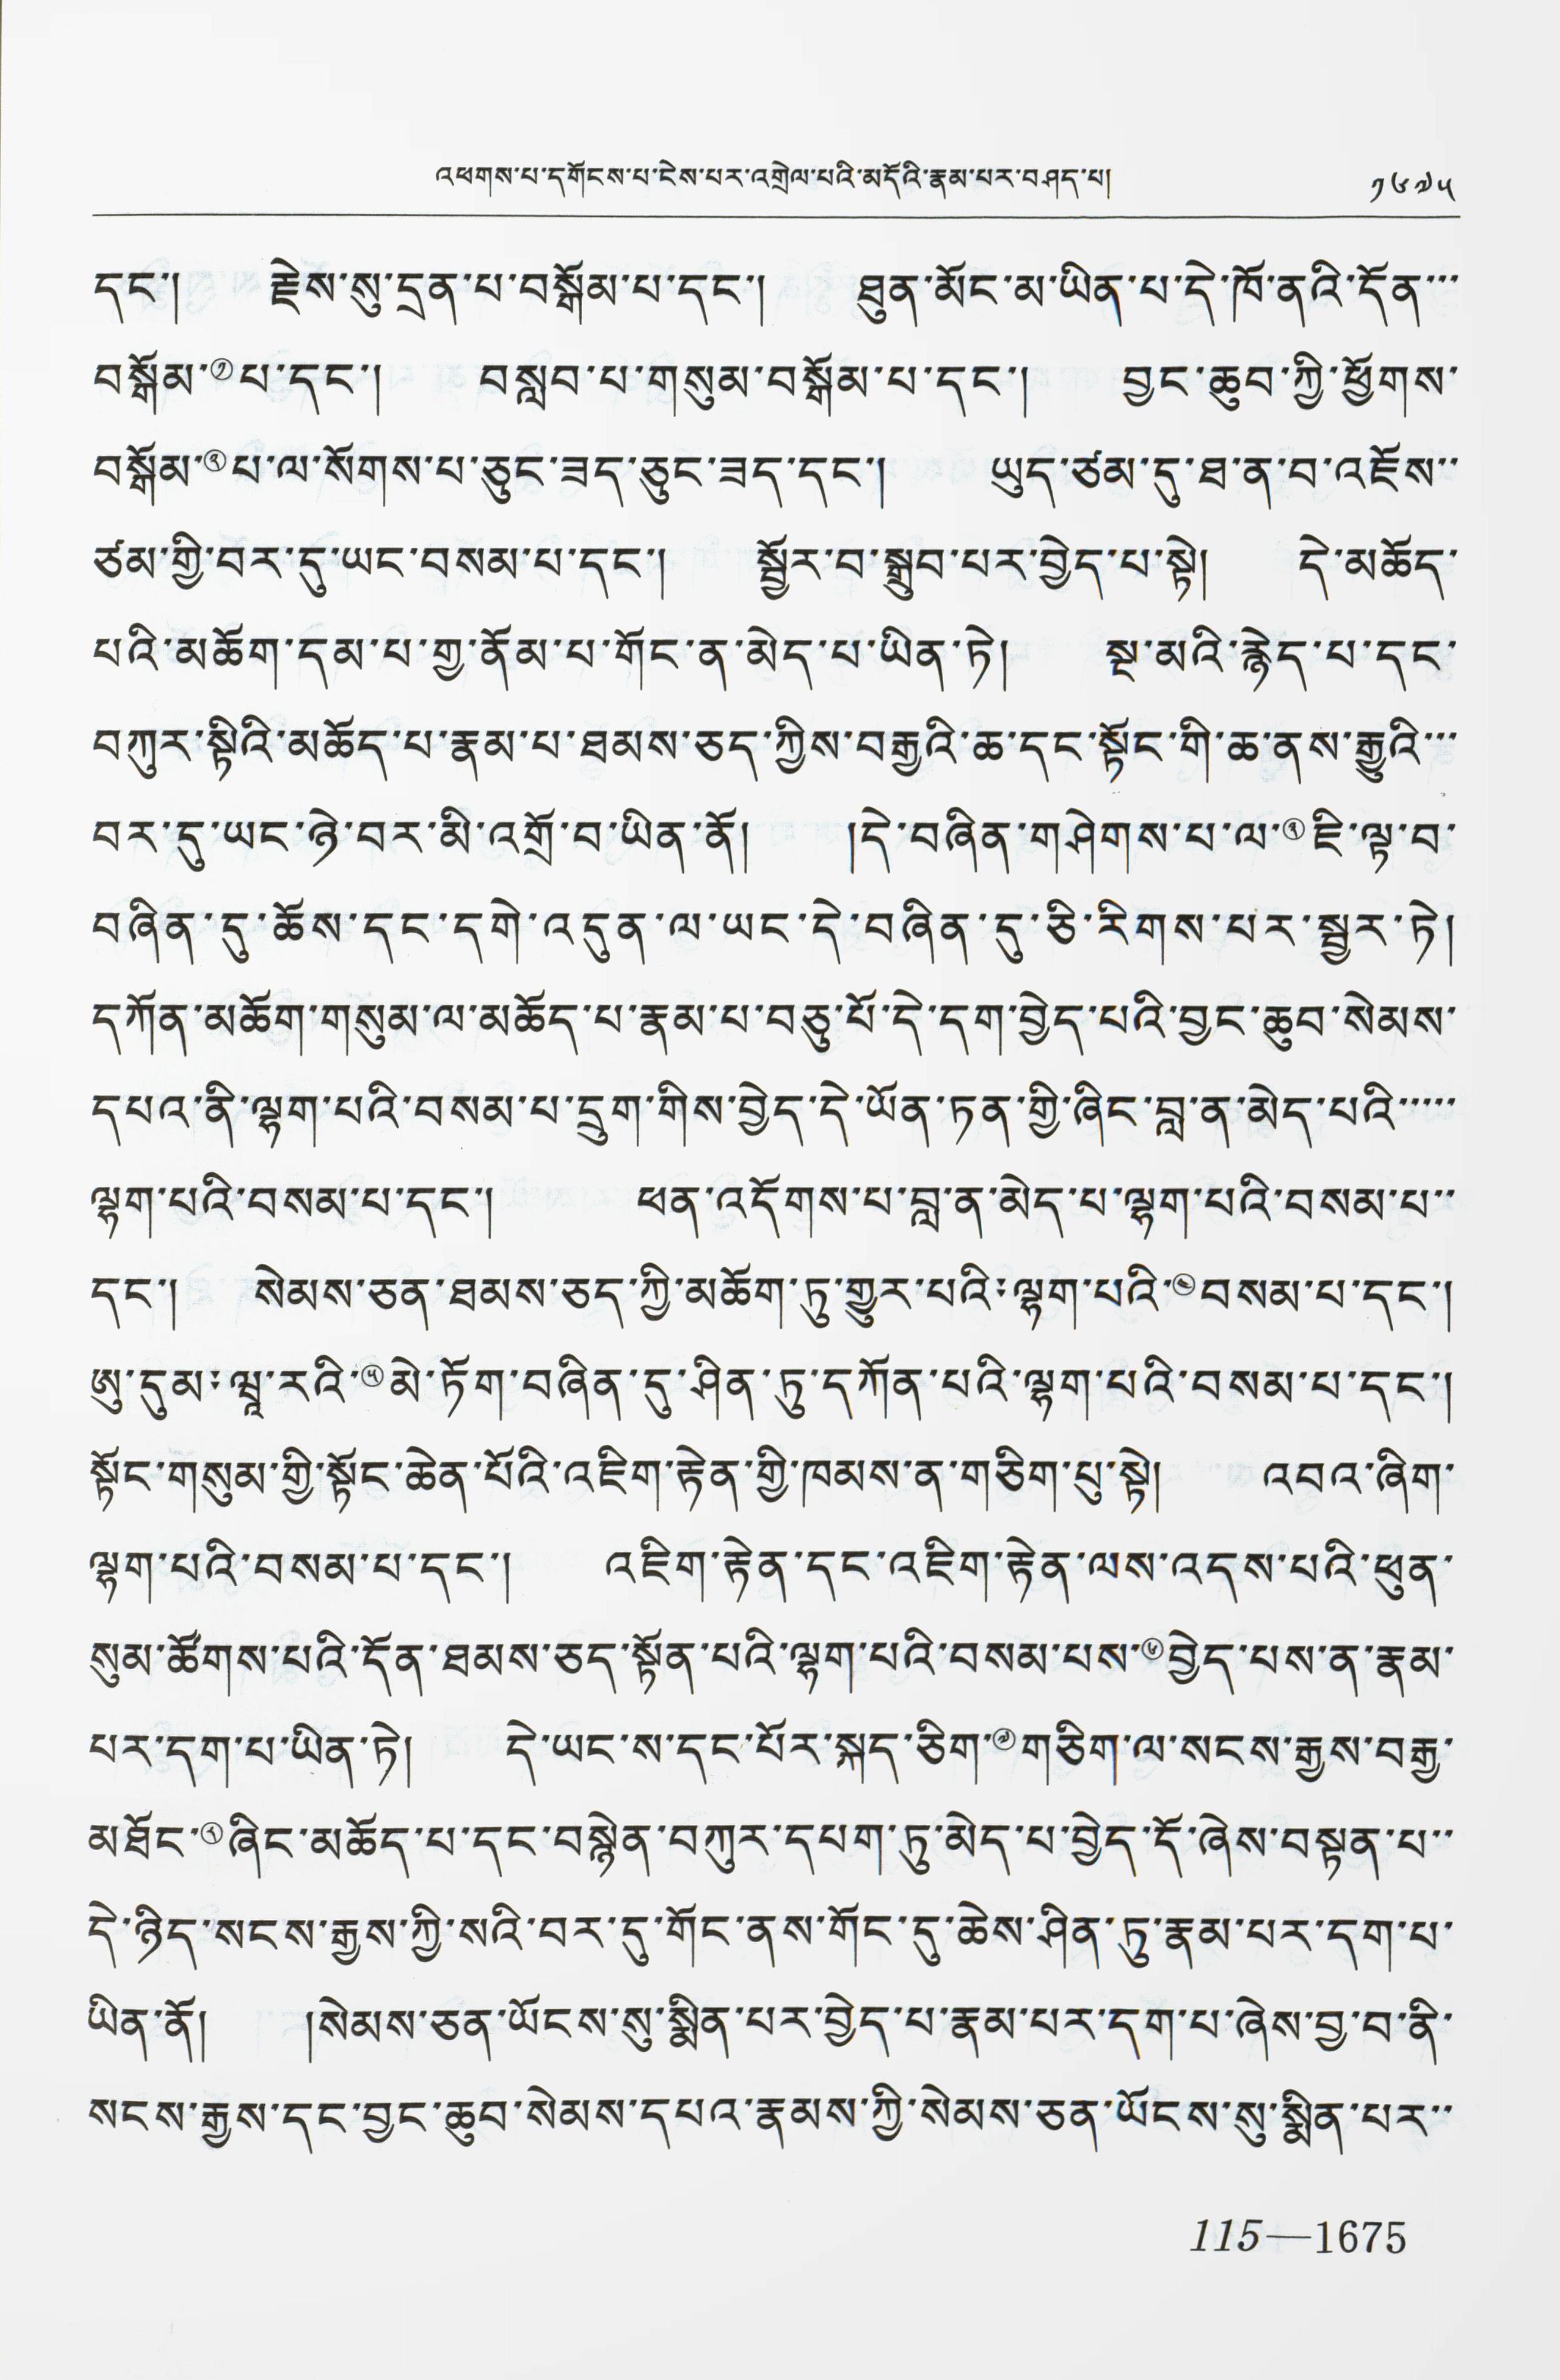 འཕགས་པ་དགོངས་པ་ངེས་པར་འགྲེལ་པའི་མདོའི་རྣམ་པར་བཤད་པ། ༡༦༧༥
དང་། རྗེས་སུ་དྲན་པ་བསྒོམ་པ་དང་། ཐུན་མོང་མ་ཡིན་པ་དེ་ཁོ་ནའི་དོན་་་
བསྒོམ་①པ་དང་། བསླབ་པ་གསུམ་བསྒོམ་པ་དང་། བྱང་ཆུབ་ཀྱི་ཕྱོགས་
བསྒོམ་②པ་ལ་སོགས་པ་ཅུང་ཟད་ཅུང་ཟད་དང་། ཡུད་ཙམ་དུ་ཐ་ན་བ་འཇོས་་
ཙམ་གྱི་བར་དུ་ཡང་བསམ་པ་དང་། སྦྱོར་བ་སྒྲུབ་པར་བྱེད་པ་སྟེ། དེ་མཆོད་
པའི་མཆོག་དམ་པ་གྱ་ནོམ་པ་གོང་ན་མེད་པ་ཡིན་ཏེ། སྔ་མའི་རྙེད་པ་དང་
བཀུར་སྟིའི་མཆོད་པ་རྣམ་པ་ཐམས་ཅད་ཀྱིས་བརྒྱའི་ཆ་དང་སྟོང་གི་ཆ་ནས་རྒྱུའི་་་
བར་དུ་ཡང་ཉེ་བར་མི་འགྲོ་བ་ཡིན་ནོ། །དེ་བཞིན་གཤེགས་པ་ལ་③ཇི་ལྟ་བ་
བཞིན་དུ་ཆོས་དང་དགེ་འདུན་ལ་ཡང་དེ་བཞིན་དུ་ཅི་རིགས་པར་སྦྱར་ཏེ།
དཀོན་མཆོག་གསུམ་ལ་མཆོད་པ་རྣམ་པ་བཅུ་པོ་དེ་དག་བྱེད་པའི་བྱང་ཆུབ་སེམས་
དཔའ་ནི་ལྷག་པའི་བསམ་པ་དྲུག་གིས་བྱེད་དེ་ཡོན་ཏན་གྱི་ཞིང་བླ་ན་མེད་པའི་་་་་
ལྷག་པའི་བསམ་པ་དང་། ཕན་འདོགས་པ་བླ་ན་མེད་པ་ལྷག་པའི་བསམ་པ་་
དང་། སེམས་ཅན་ཐམས་ཅད་ཀྱི་མཆོག་ཏུ་གྱུར་པའི་༔ལྷག་པའི་④བསམ་པ་དང་།
ཨུ་དུམ་༔ལྦཱ་རའི་⑤མེ་ཏོག་བཞིན་དུ་ཤིན་ཏུ་དཀོན་པའི་ལྷག་པའི་བསམ་པ་དང་།
སྟོང་གསུམ་གྱི་སྟོང་ཆེན་པོའི་འཇིག་རྟེན་གྱི་ཁམས་ན་གཅིག་པུ་སྟེ། འབའ་ཞིག་
ལྷག་པའི་བསམ་པ་དང་། འཇིག་རྟེན་དང་འཇིག་རྟེན་ལས་འདས་པའི་ཕུན་
སུམ་ཚོགས་པའི་དོན་ཐམས་ཅད་སྟོན་པའི་ལྷག་པའི་བསམ་པས་⑥བྱེད་པས་ན་རྣམ་
པར་དག་པ་ཡིན་ཏེ། དེ་ཡང་ས་དང་པོར་སྐད་ཅིག་⑦གཅིག་ལ་སངས་རྒྱས་བརྒྱ་
མཐོང་⑧ཞིང་མཆོད་པ་དང་བསྙེན་བཀུར་དཔག་ཏུ་མེད་པ་བྱེད་དོ་ཞེས་བསྟན་པ་་
དེ་ཉིད་སངས་རྒྱས་ཀྱི་སའི་བར་དུ་གོང་ནས་གོང་དུ་ཆེས་ཤིན་ཏུ་རྣམ་པར་དག་པ་
ཡིན་ནོ། །སེམས་ཅན་ཡོངས་སུ་སྨིན་པར་བྱེད་པ་རྣམ་པར་དག་པ་ཞེས་བྱ་བ་ནི་
སངས་རྒྱས་དང་བྱང་ཆུབ་སེམས་དཔའ་རྣམས་ཀྱི་སེམས་ཅན་ཡོངས་སུ་སྨིན་པར་་
115—1675